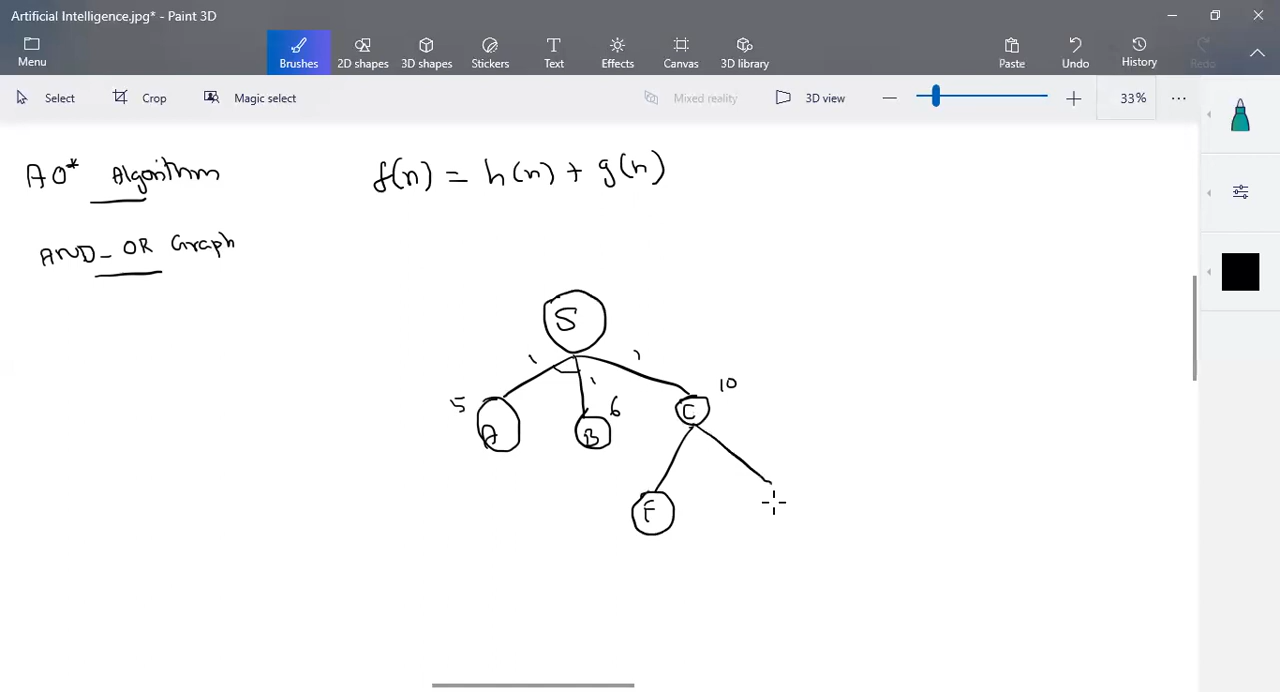 Artificial Intelligence.jpg* - Paint 3D
Menu
Brushes
2D shapes
3D shapes
Stickers
Text
Effects
Canvas
3D library
Paste
Undo
History
Redo
Select
Crop
Magic select
Mixed reality
3D view
33%
AO* Algorithm
f(n) = h(n) + g(n)
AND-OR Graph
S
1
1
1
5
6
10
A
B
C
F